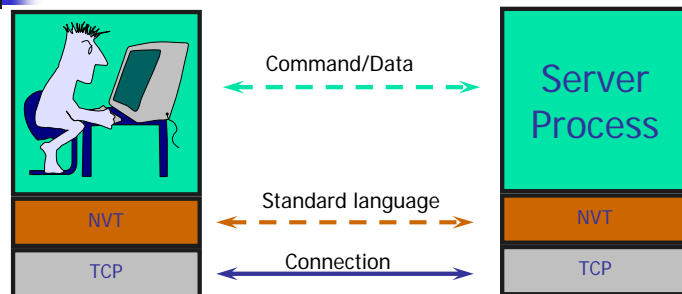 Command/Data
Server
Process
NVT
Standard language
NVT
TCP
Connection
TCP